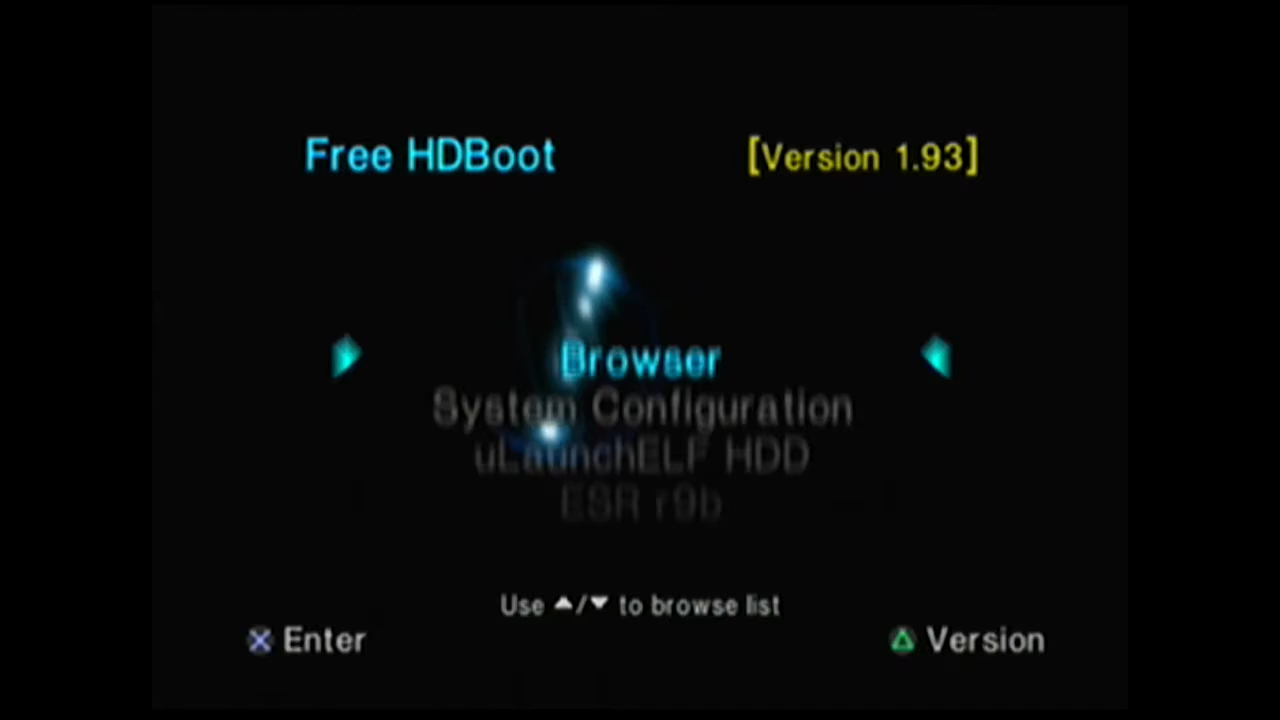 Free HDBoot [Version 1.93]
Browser
System Configuration
uLaunchELF HDD
ESR r9b
Use ▲/▼ to browse list
Enter Version